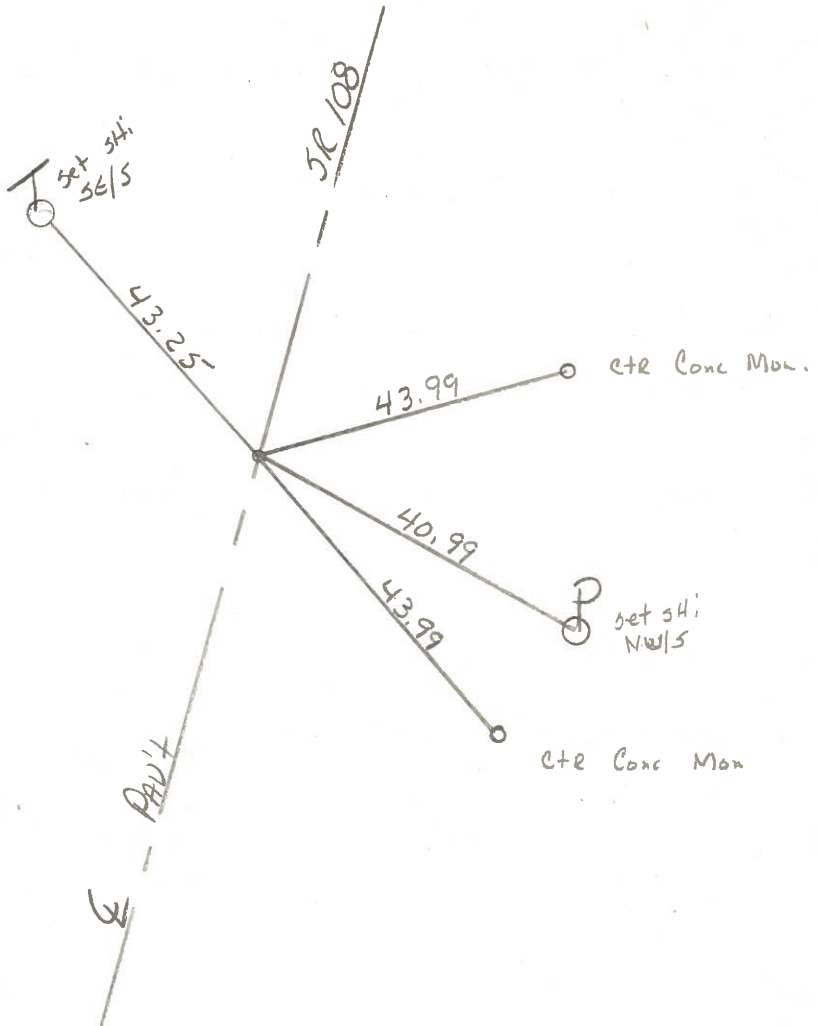 SR 108
set SHi
SE/S
T
43.25
43.99
Ctr Conc Mon.
40.99
P
set SHi
NW/S
43.99
Ctr Conc Mon
Pav't
℄